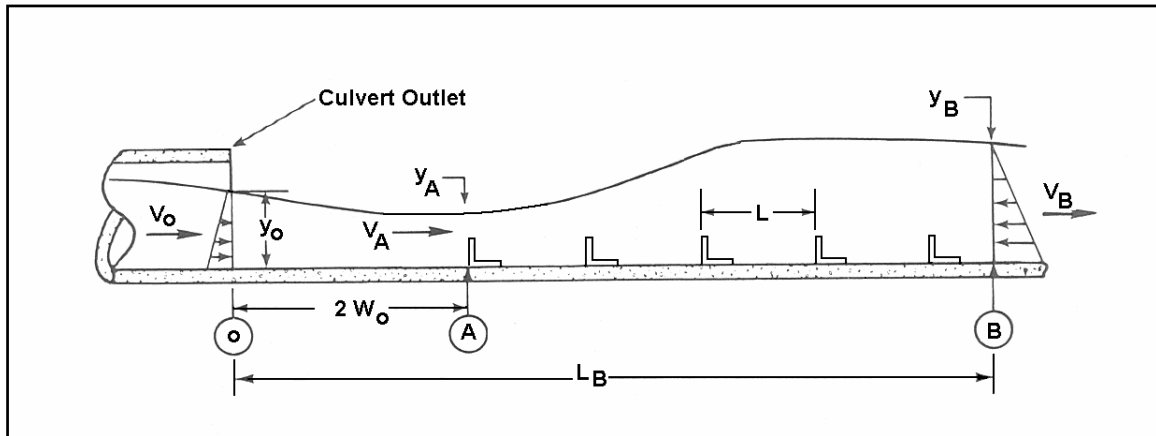 Culvert Outlet
y_B
y_A
V_o
y_o
V_A
L
V_B
2 W_o
o
A
B
L_B